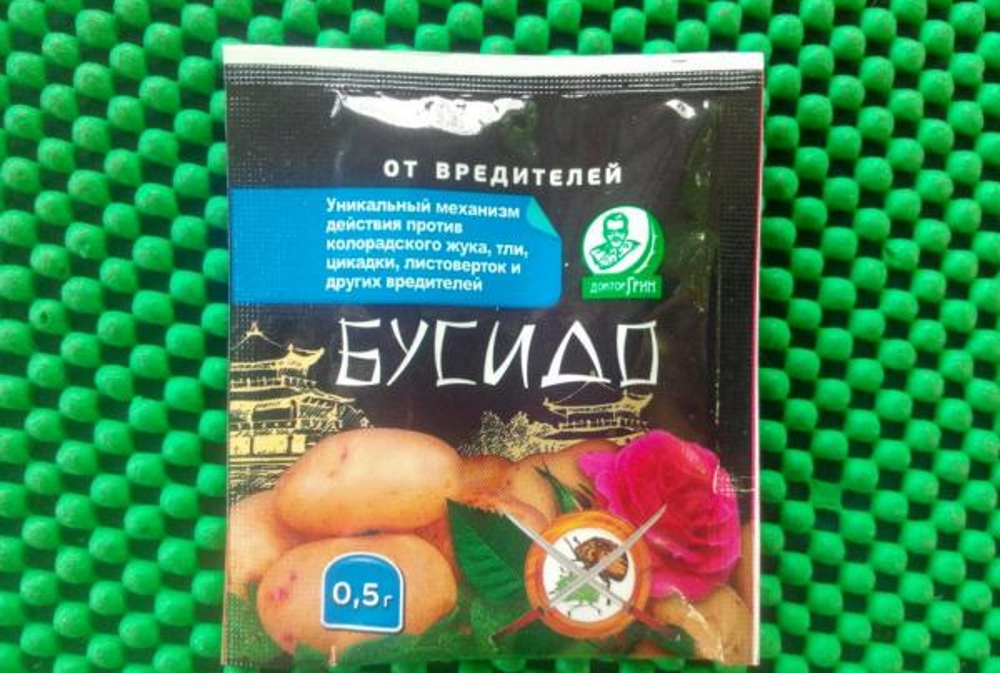 ОТ ВРЕДИТЕЛЕЙ
Уникальный механизм
действия против
колорадского жука, тли,
цикадки, листоверток и
других вредителей
ДОКТОР ГРИН
БУСИДО
0,5г